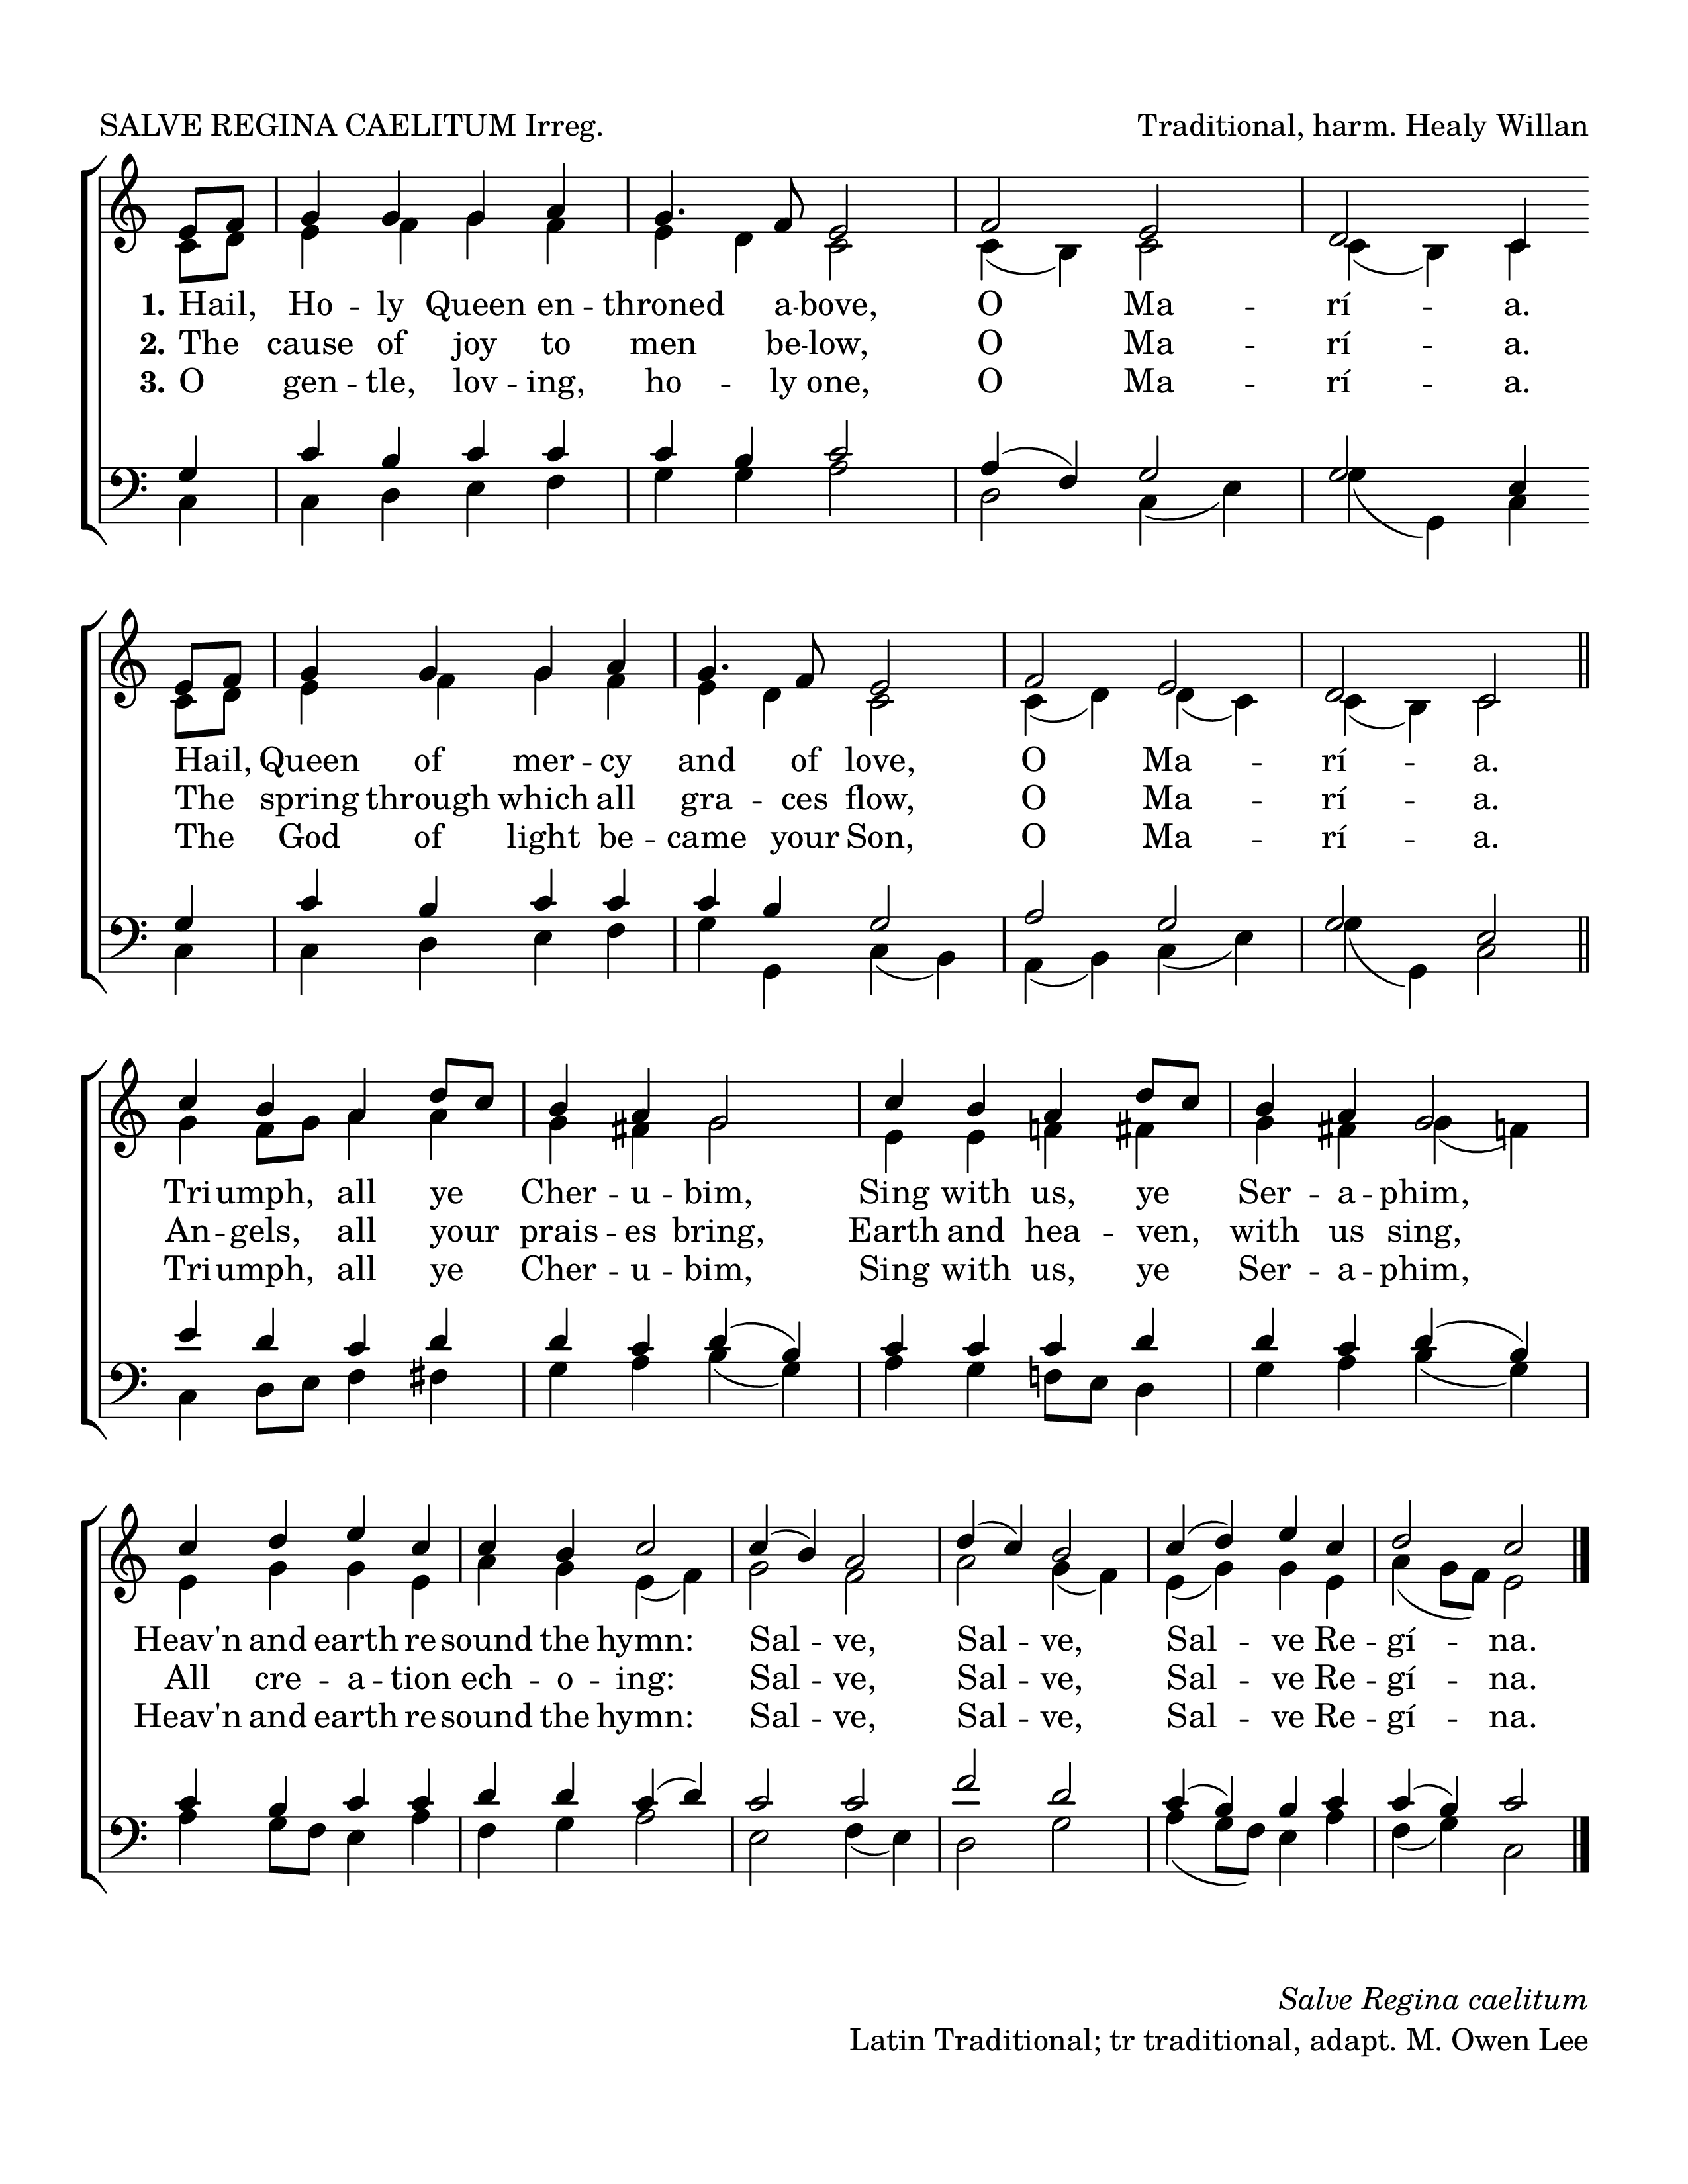 SALVE REGINA CAELITUM Irreg. Traditional, harm. Healy Willan
1. Hail, Ho -- ly Queen en -- throned a -- bove, O Ma -- rí -- a.
2. The cause of joy to men be -- low, O Ma -- rí -- a.
3. O gen -- tle, lov -- ing, ho -- ly one, O Ma -- rí -- a.
Hail, Queen of mer -- cy and of love, O Ma -- rí -- a.
The spring through which all gra -- ces flow, O Ma -- rí -- a.
The God of light be -- came your Son, O Ma -- rí -- a.
Triumph, all ye Cher -- u -- bim, Sing with us, ye Ser -- a -- phim,
An -- gels, all your prais -- es bring, Earth and hea -- ven, with us sing,
Triumph, all ye Cher -- u -- bim, Sing with us, ye Ser -- a -- phim,
Heav'n and earth resound the hymn: Sal -- ve, Sal -- ve, Sal -- ve Re -- gí -- na.
All cre -- a -- tion ech -- o -- ing: Sal -- ve, Sal -- ve, Sal -- ve Re -- gí -- na.
Heav'n and earth resound the hymn: Sal -- ve, Sal -- ve, Sal -- ve Re -- gí -- na.
Salve Regina caelitum
Latin Traditional; tr traditional, adapt. M. Owen Lee